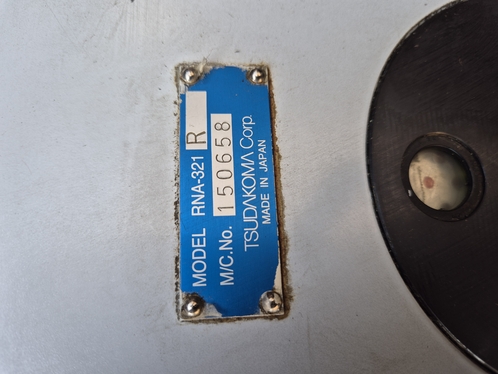 MODEL RNA-321 R
M/C.No. 150658
TSUDAKOMA Corp.
MADE IN JAPAN